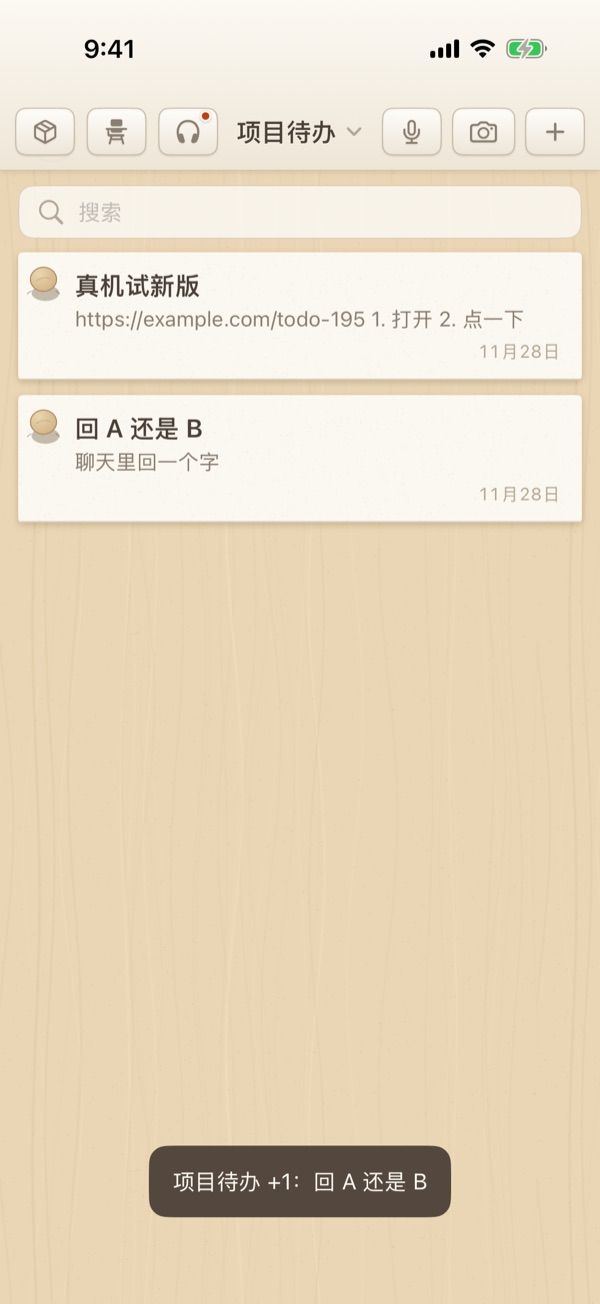 9:41
项目待办
搜索
真机试新版
https://example.com/todo-195 1. 打开 2. 点一下
11月28日
回 A 还是 B
聊天里回一个字
11月28日
项目待办 +1：回 A 还是 B